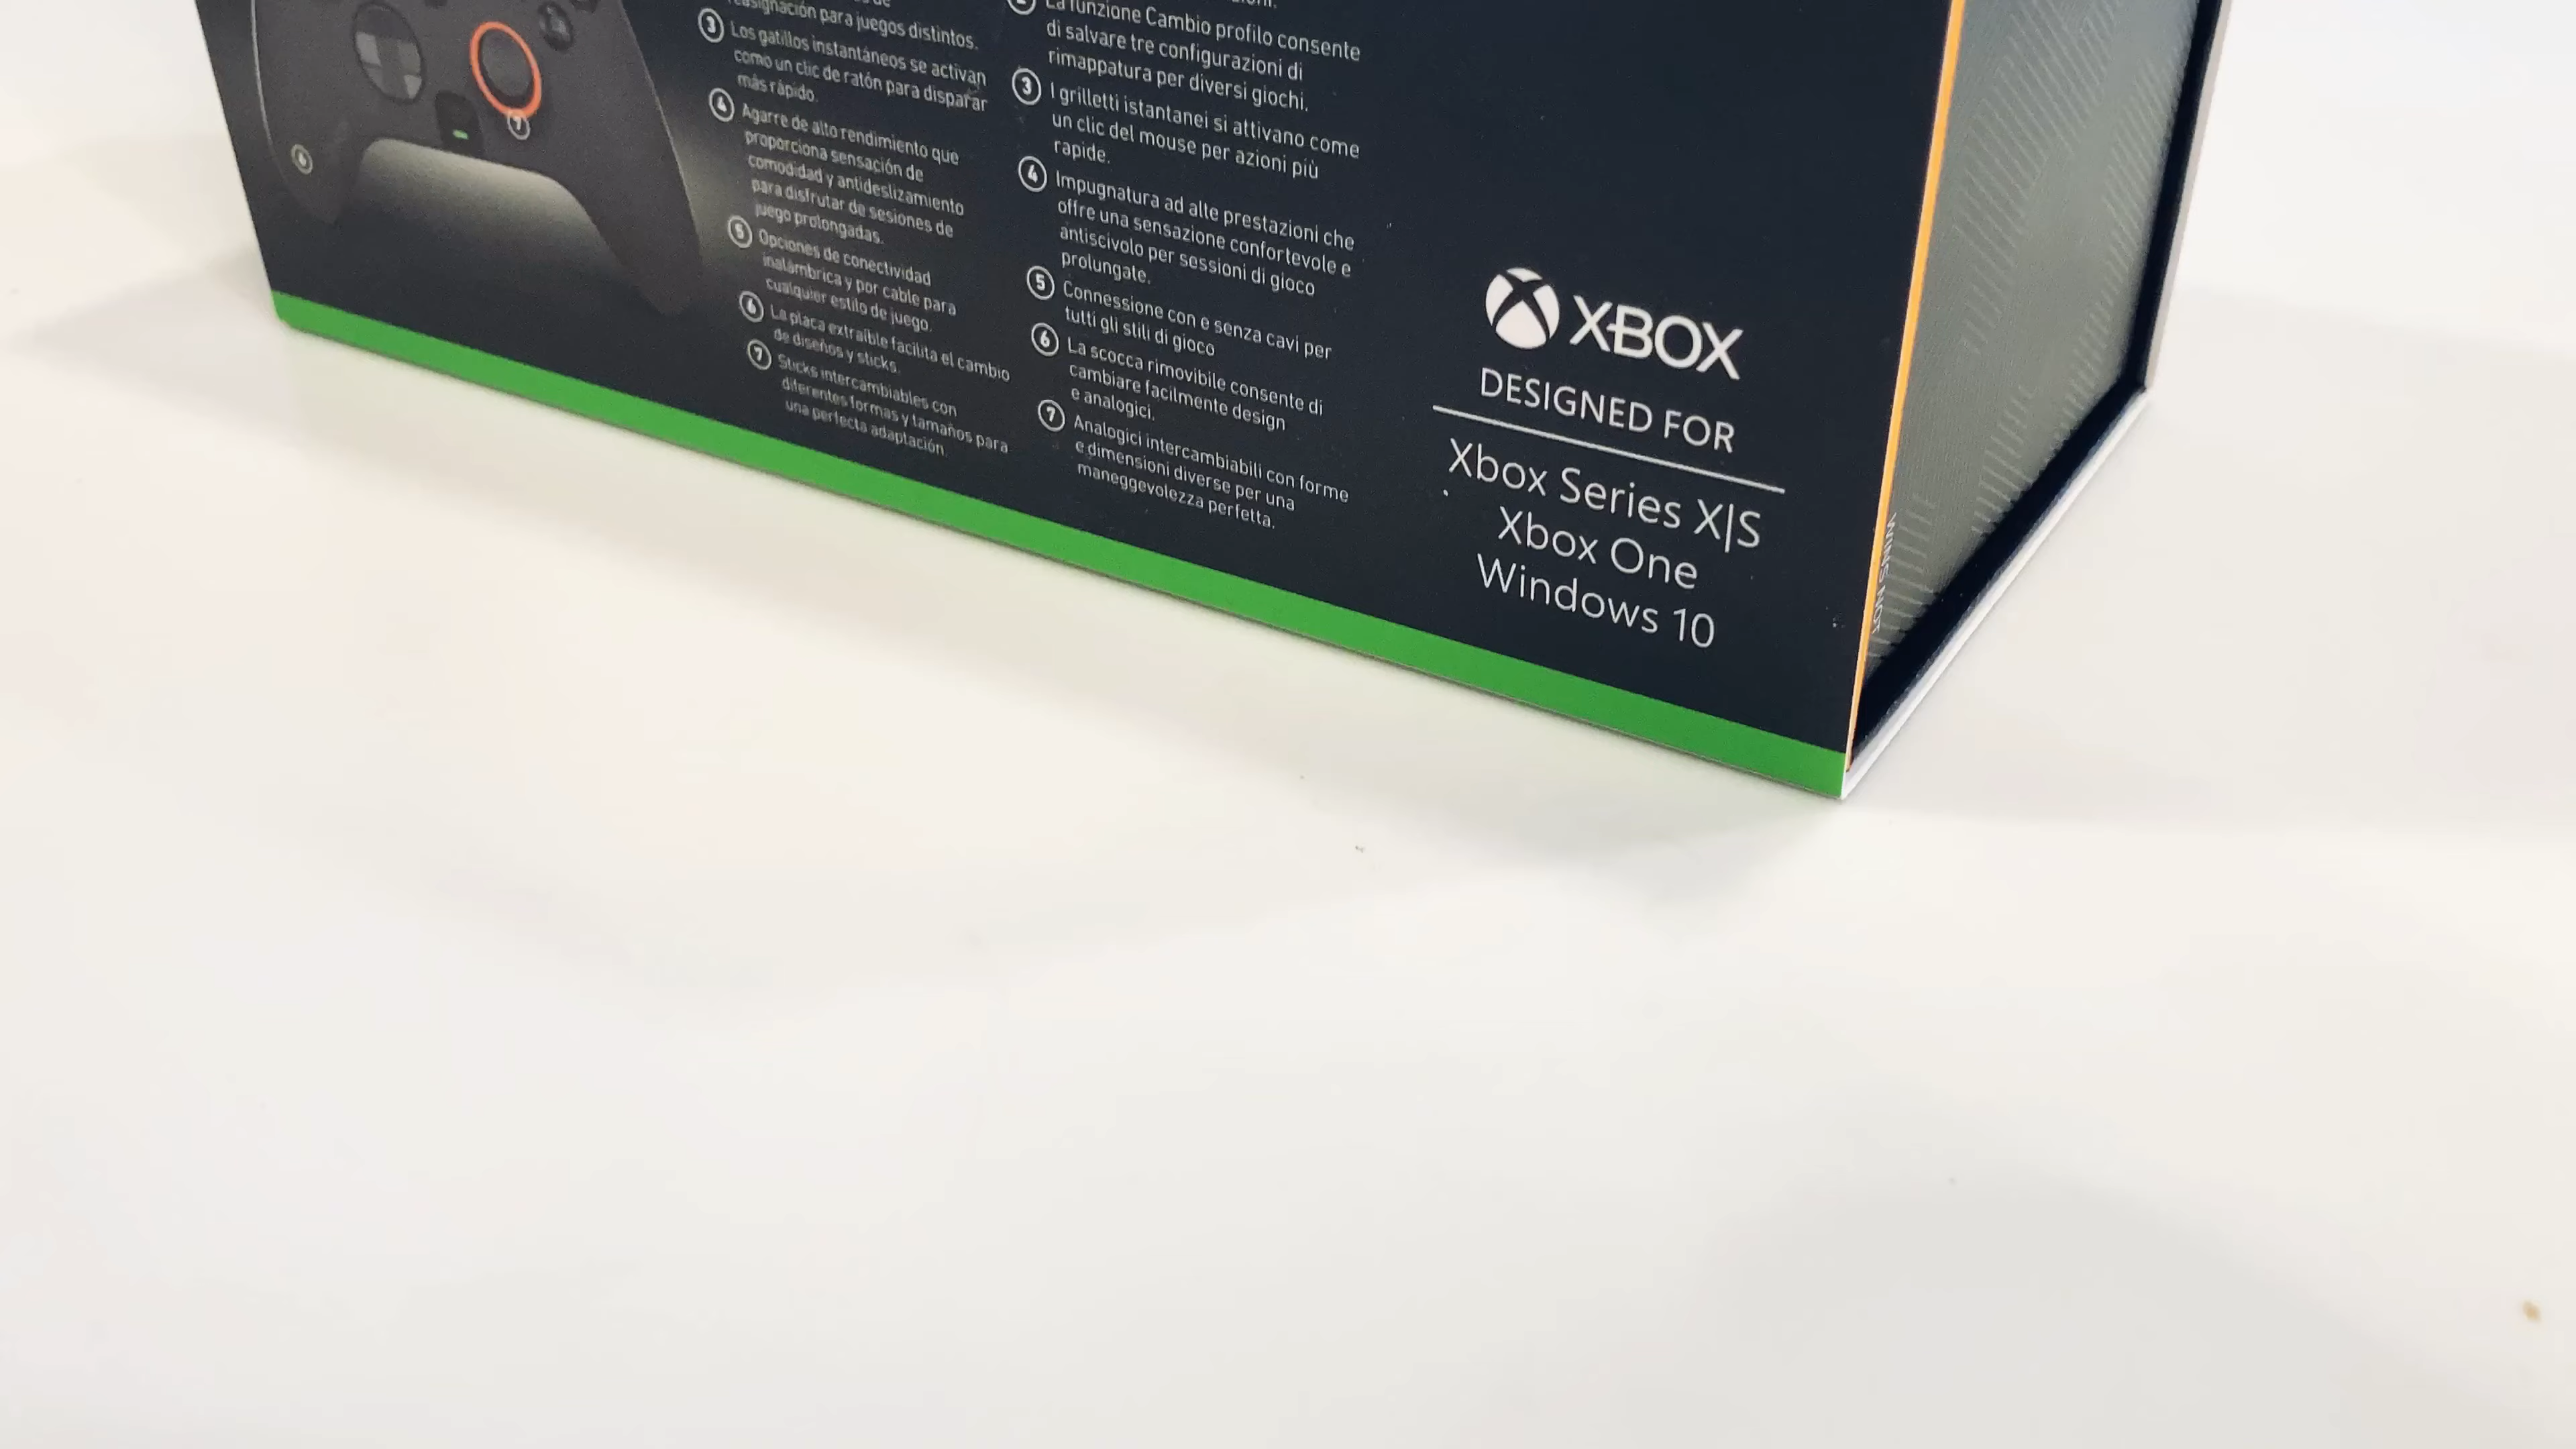 reasignación para juegos distintos.
3 Los gatillos instantáneos se activan
como un clic de ratón para disparar
más rápido.
4 Agarre de alto rendimiento que
proporciona sensación de
comodidad y antideslizamiento
para disfrutar de sesiones de
juego prolongadas.
5 Opciones de conectividad
inalámbrica y por cable para
cualquier estilo de juego.
6 La placa extraíble facilita el cambio
de diseños y sticks.
7 Sticks intercambiables con
diferentes formas y tamaños para
una perfecta adaptación.
2 La funzione Cambio profilo consente
di salvare tre configurazioni di
rimappatura per diversi giochi.
3 I grilletti istantanei si attivano come
un clic del mouse per azioni più
rapide.
4 Impugnatura ad alte prestazioni che
offre una sensazione confortevole e
antiscivolo per sessioni di gioco
prolungate.
5 Connessione con e senza cavi per
tutti gli stili di gioco
6 La scocca rimovibile consente di
cambiare facilmente design
e analogici.
7 Analogici intercambiabili con forme
e dimensioni diverse per una
maneggevolezza perfetta.
XBOX
DESIGNED FOR
Xbox Series X|S
Xbox One
Windows 10
6
7